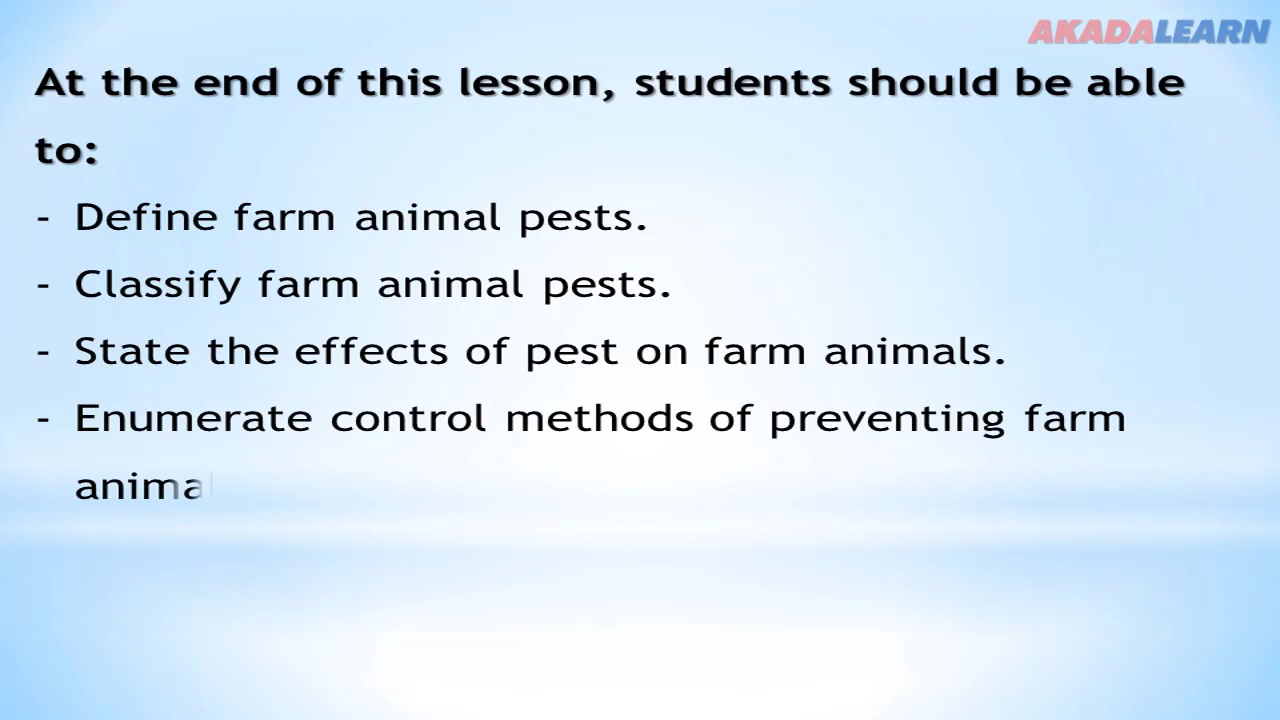 AKADALEARN
At the end of this lesson, students should be able
to:
- Define farm animal pests.
- Classify farm animal pests.
- State the effects of pest on farm animals.
- Enumerate control methods of preventing farm
animal